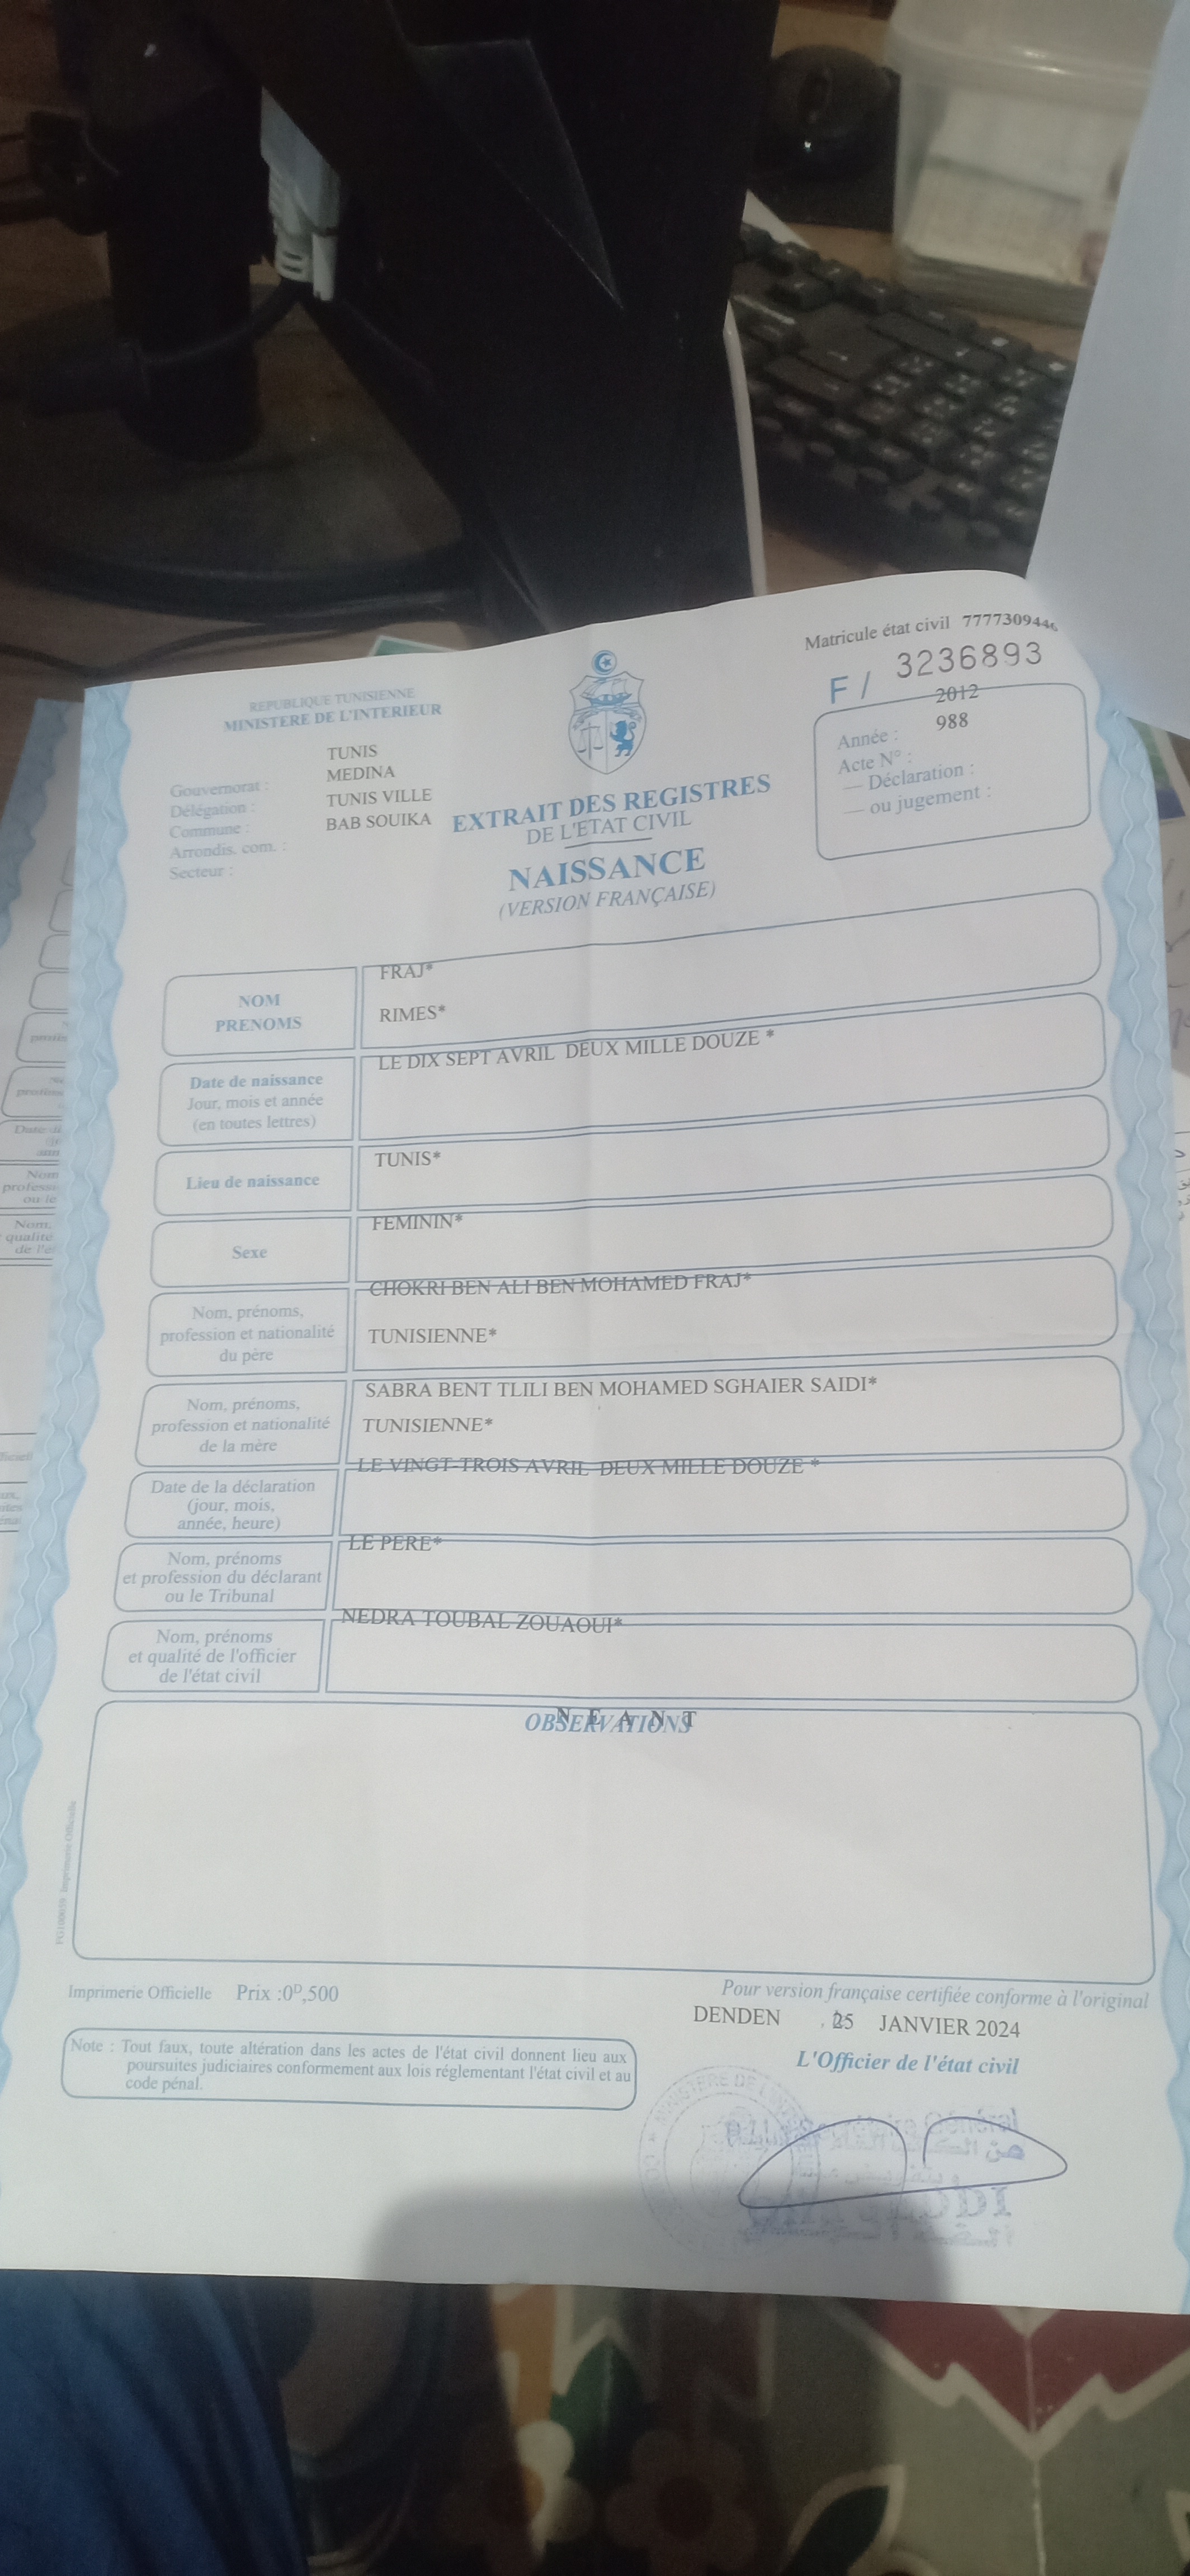 REPUBLIQUE TUNISIENNE
MINISTERE DE L'INTERIEUR
Gouvernorat : TUNIS
Délégation : MEDINA
Commune : TUNIS VILLE
Arrondis. com. : BAB SOUIKA
Secteur :
Matricule état civil 777730944
F/ 3236893
Année : 2012
Acte N° : 988
— Déclaration :
— ou jugement :
EXTRAIT DES REGISTRES
DE L'ETAT CIVIL
NAISSANCE
(VERSION FRANÇAISE)
NOM
PRENOMS
FRAJ*
RIMES*
Date de naissance
Jour, mois et année
(en toutes lettres)
LE DIX SEPT AVRIL DEUX MILLE DOUZE *
Lieu de naissance
TUNIS*
Sexe
FEMININ*
Nom, prénoms,
profession et nationalité
du père
CHOKRI BEN ALI BEN MOHAMED FRAJ*
TUNISIENNE*
Nom, prénoms,
profession et nationalité
de la mère
SABRA BENT TLILI BEN MOHAMED SGHAIER SAIDI*
TUNISIENNE*
Date de la déclaration
(jour, mois,
année, heure)
LE VINGT-TROIS AVRIL DEUX MILLE DOUZE *
Nom, prénoms
et profession du déclarant
ou le Tribunal
LE PERE*
Nom, prénoms
et qualité de l'officier
de l'état civil
NEDRA TOUBAL ZOUAOUI*
OBSERVATIONS
N E A N T
Imprimerie Officielle Prix :0ᴰ,500
Pour version française certifiée conforme à l'original
DENDEN 25 JANVIER 2024
L'Officier de l'état civil
Note : Tout faux, toute altération dans les actes de l'état civil donnent lieu aux
poursuites judiciaires conformement aux lois réglementant l'état civil et au
code pénal.